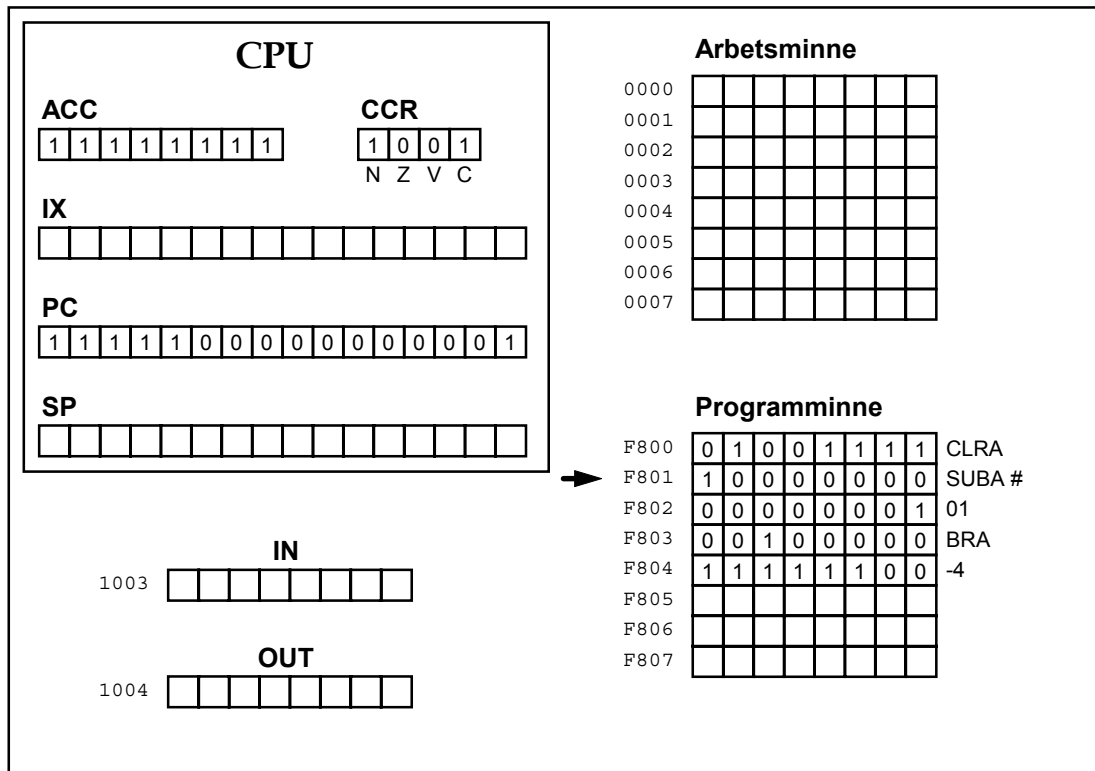 CPU
ACC
1 1 1 1 1 1 1 1
CCR
1 0 0 1
N Z V C
IX
PC
1 1 1 1 1 0 0 0 0 0 0 0 0 0 0 1
SP
IN
1003
OUT
1004
Arbetsminne
0000
0001
0002
0003
0004
0005
0006
0007
Programminne
F800 0 1 0 0 1 1 1 1 CLRA
F801 1 0 0 0 0 0 0 0 SUBA #
F802 0 0 0 0 0 0 0 1 01
F803 0 0 1 0 0 0 0 0 BRA
F804 1 1 1 1 1 1 0 0 -4
F805
F806
F807